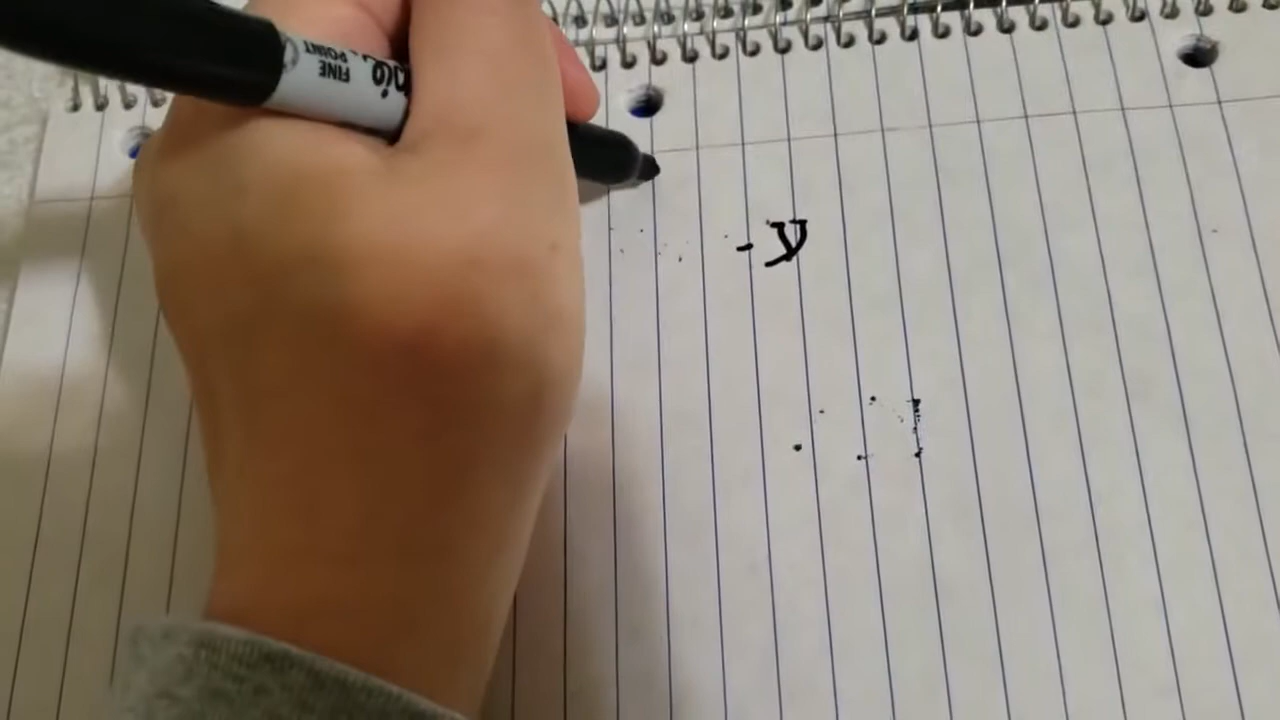 FINE
POINT
ע -